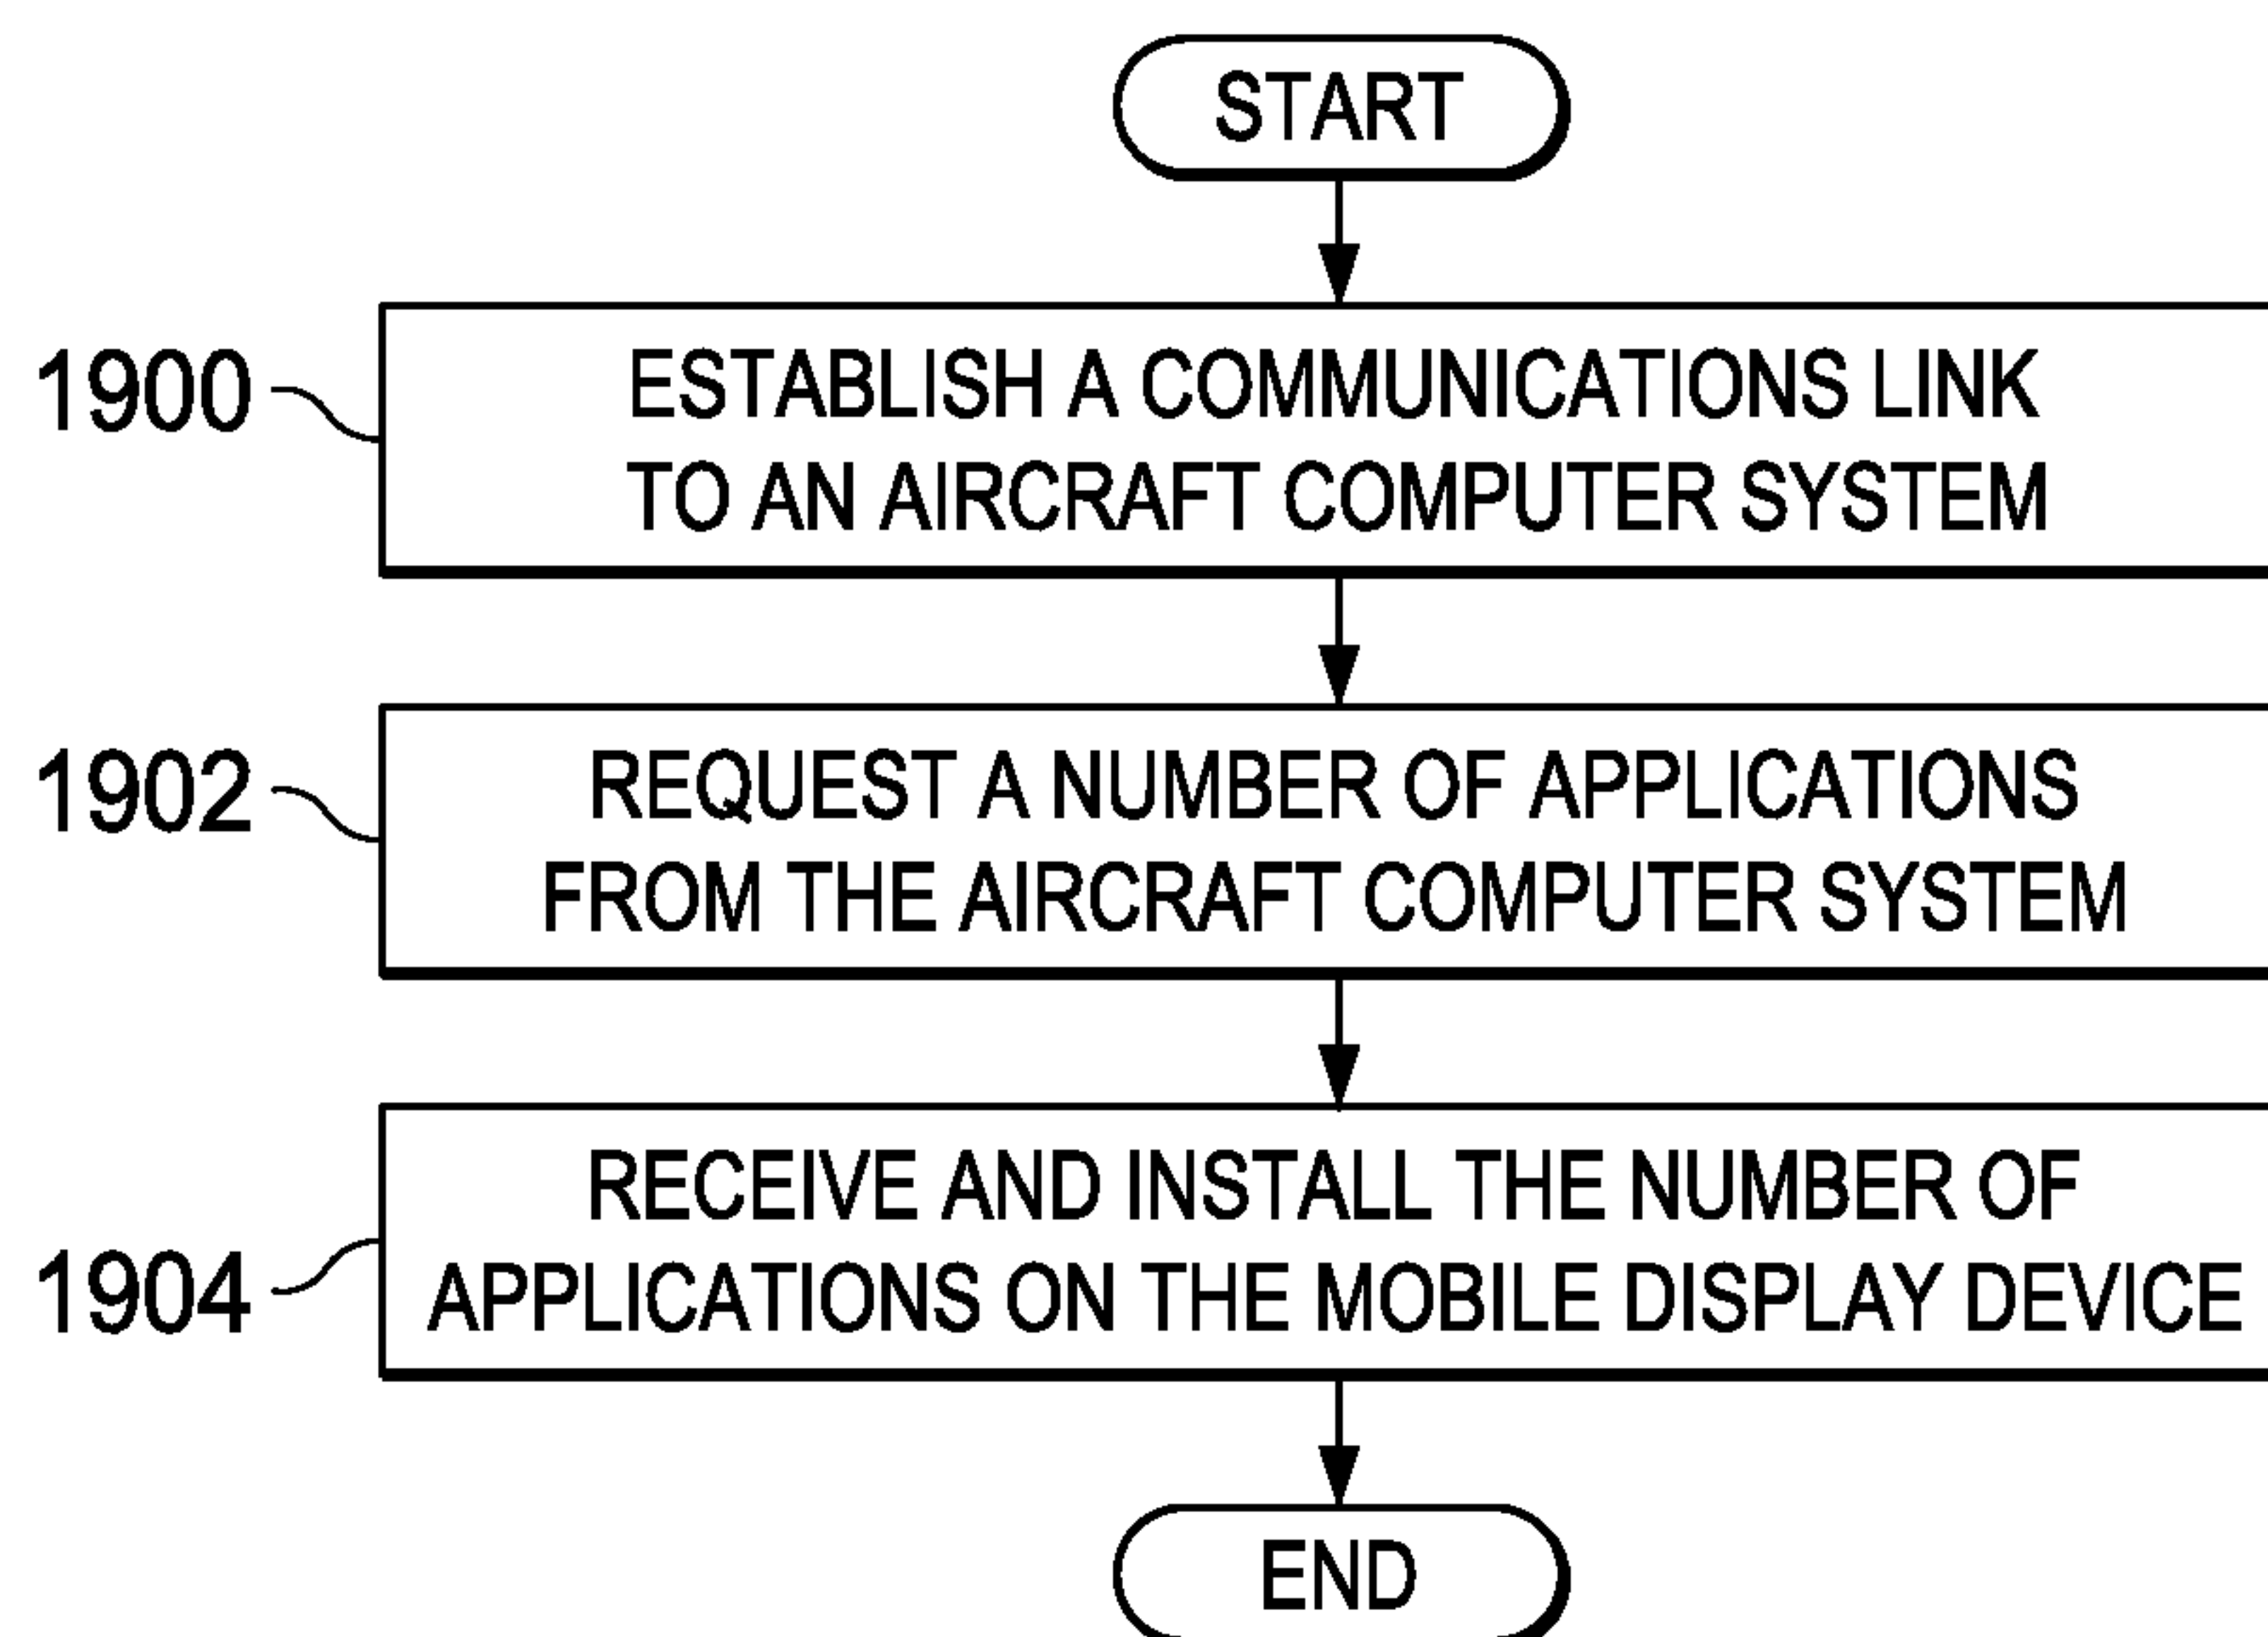 START
1900
ESTABLISH A COMMUNICATIONS LINK
TO AN AIRCRAFT COMPUTER SYSTEM
1902
REQUEST A NUMBER OF APPLICATIONS
FROM THE AIRCRAFT COMPUTER SYSTEM
1904
RECEIVE AND INSTALL THE NUMBER OF
APPLICATIONS ON THE MOBILE DISPLAY DEVICE
END